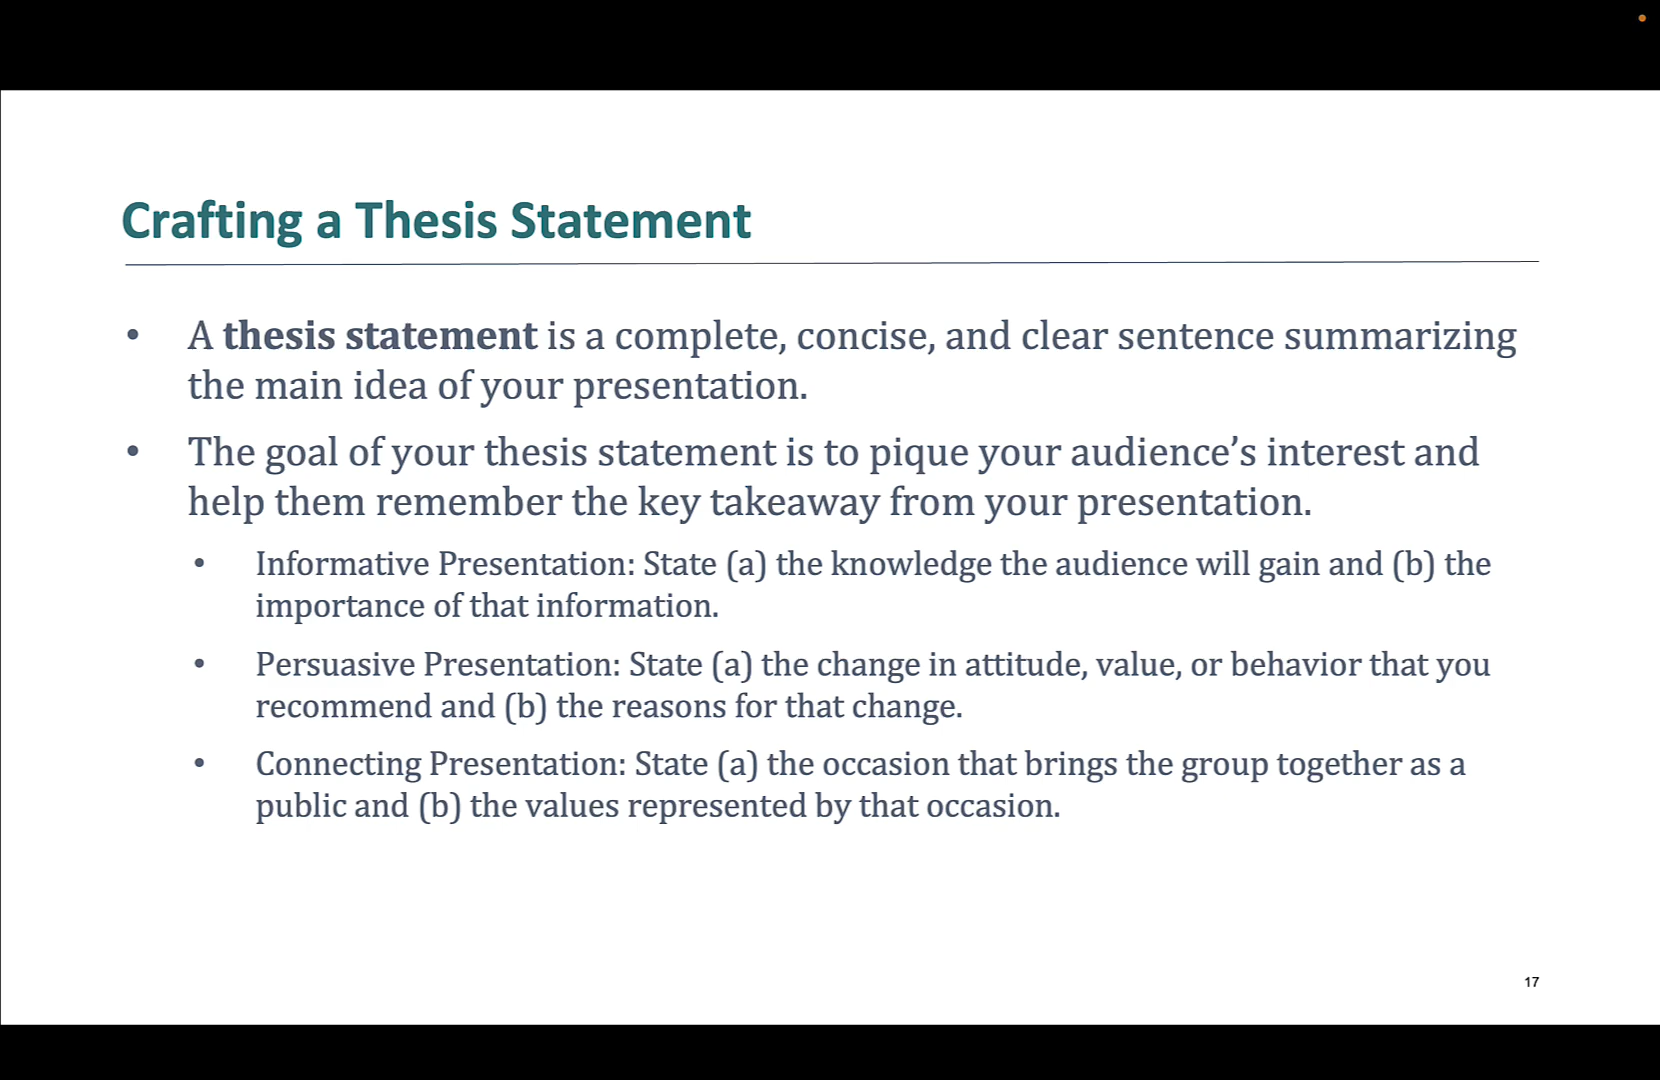 Crafting a Thesis Statement
• A thesis statement is a complete, concise, and clear sentence summarizing
the main idea of your presentation.
• The goal of your thesis statement is to pique your audience’s interest and
help them remember the key takeaway from your presentation.
• Informative Presentation: State (a) the knowledge the audience will gain and (b) the
importance of that information.
• Persuasive Presentation: State (a) the change in attitude, value, or behavior that you
recommend and (b) the reasons for that change.
• Connecting Presentation: State (a) the occasion that brings the group together as a
public and (b) the values represented by that occasion.
17